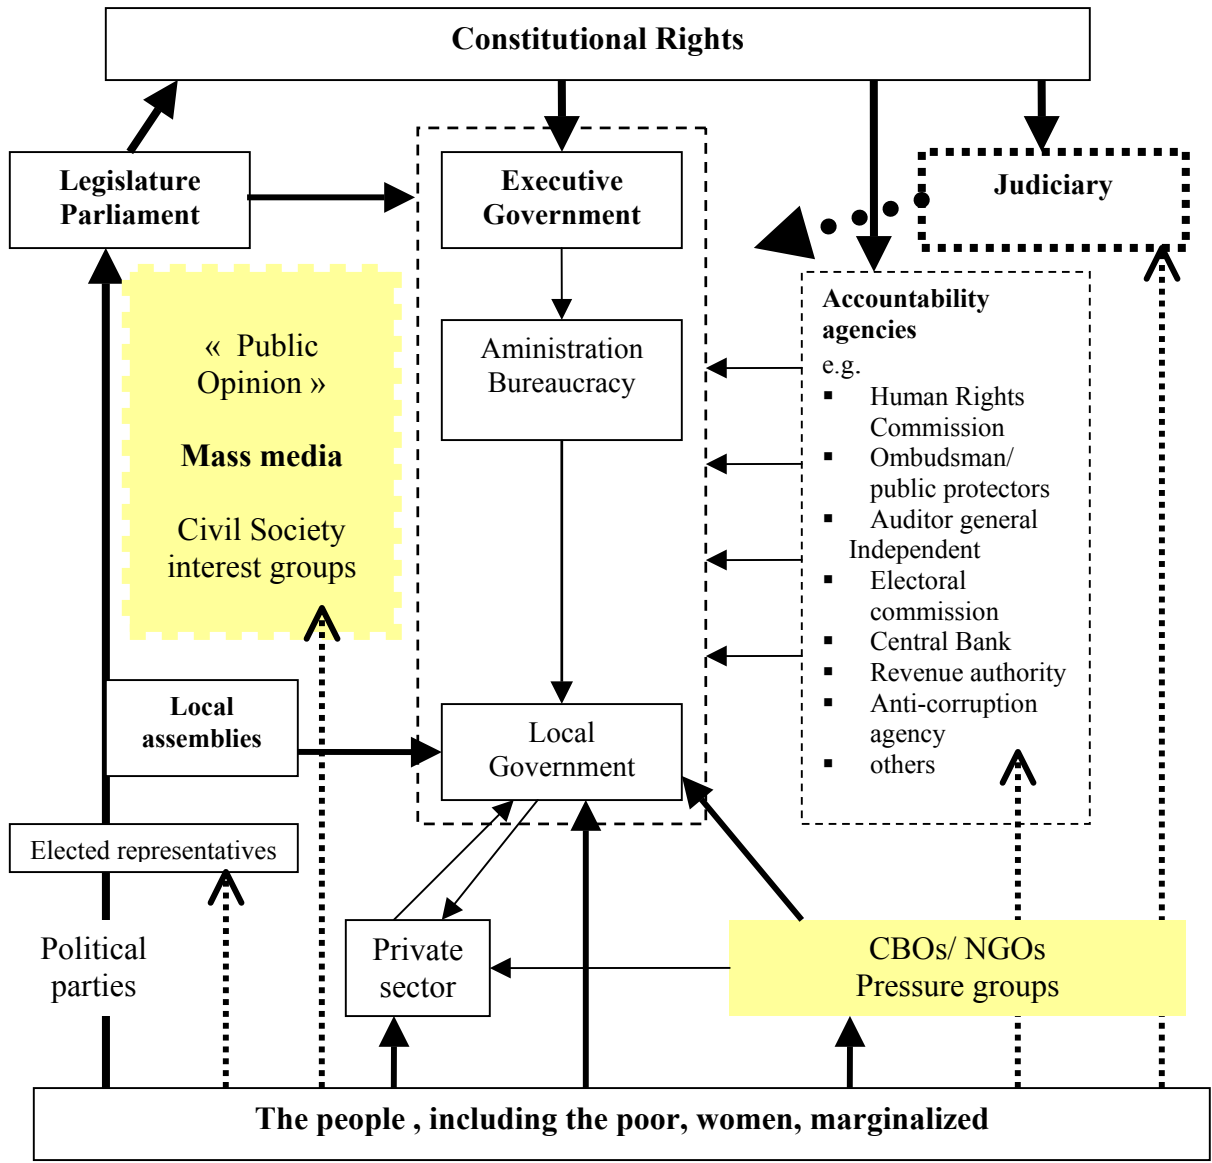 Constitutional Rights
Legislature
Parliament
Executive
Government
Judiciary
« Public
Opinion »
Mass media
Civil Society
interest groups
Aministration
Bureaucracy
Accountability
agencies
e.g.
▪ Human Rights
Commission
▪ Ombudsman/
public protectors
▪ Auditor general
Independent
▪ Electoral
commission
▪ Central Bank
▪ Revenue authority
▪ Anti-corruption
agency
▪ others
Local
assemblies
Local
Government
Elected representatives
Political
parties
Private
sector
CBOs/ NGOs
Pressure groups
The people , including the poor, women, marginalized